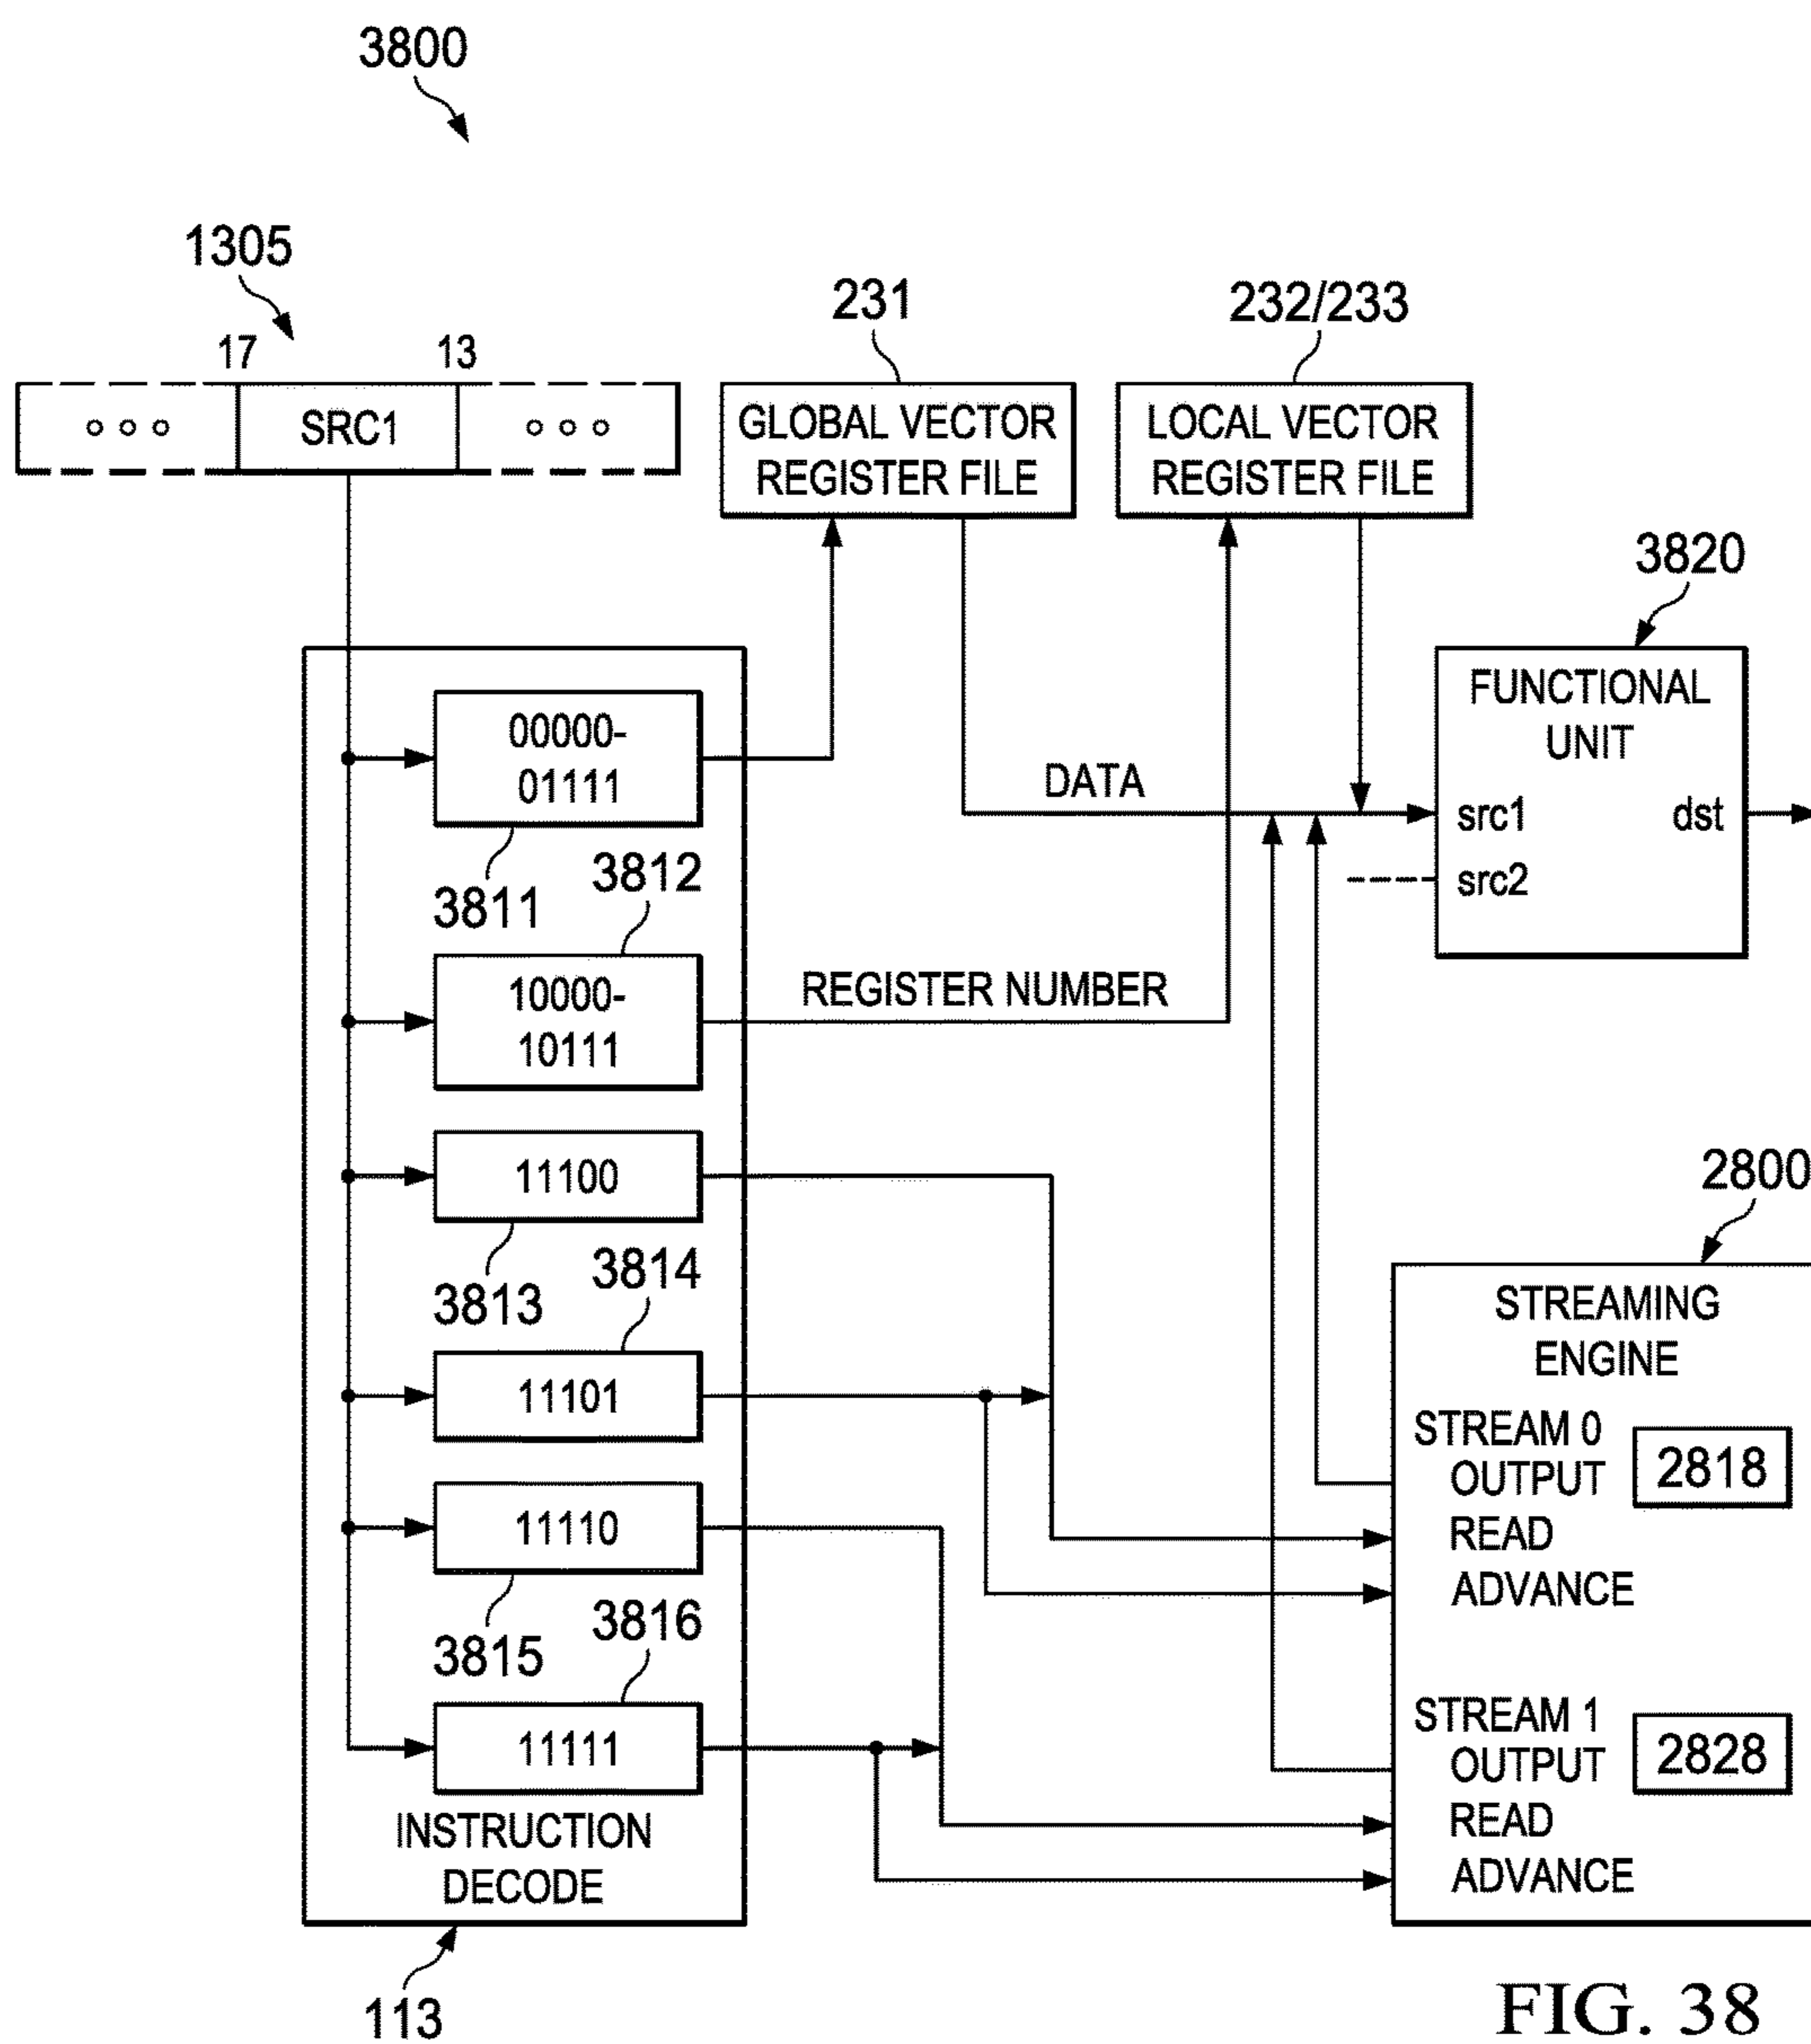 3800
1305
17
13
SRC1
231
GLOBAL VECTOR
REGISTER FILE
232/233
LOCAL VECTOR
REGISTER FILE
3820
FUNCTIONAL
UNIT
src1
dst
src2
DATA
00000-
01111
3811
3812
10000-
10111
REGISTER NUMBER
11100
3813
3814
11101
11110
3815
3816
11111
INSTRUCTION
DECODE
113
2800
STREAMING
ENGINE
STREAM 0
OUTPUT
2818
READ
ADVANCE
STREAM 1
OUTPUT
2828
READ
ADVANCE
FIG. 38